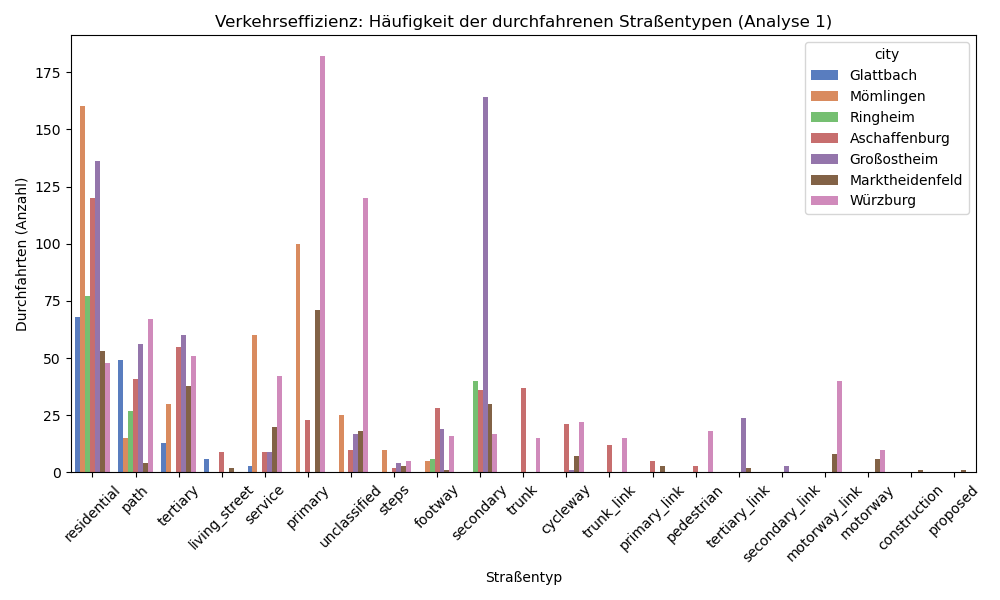 Verkehrseffizienz: Häufigkeit der durchfahrenen Straßentypen (Analyse 1)
city
Glattbach
Mömlingen
Ringheim
Aschaffenburg
Großostheim
Marktheidenfeld
Würzburg
Durchfahrten (Anzahl)
175
150
125
100
75
50
25
0
residential
path
tertiary
living_street
service
primary
unclassified
steps
footway
secondary
trunk
cycleway
trunk_link
primary_link
pedestrian
tertiary_link
secondary_link
motorway_link
motorway
construction
proposed
Straßentyp